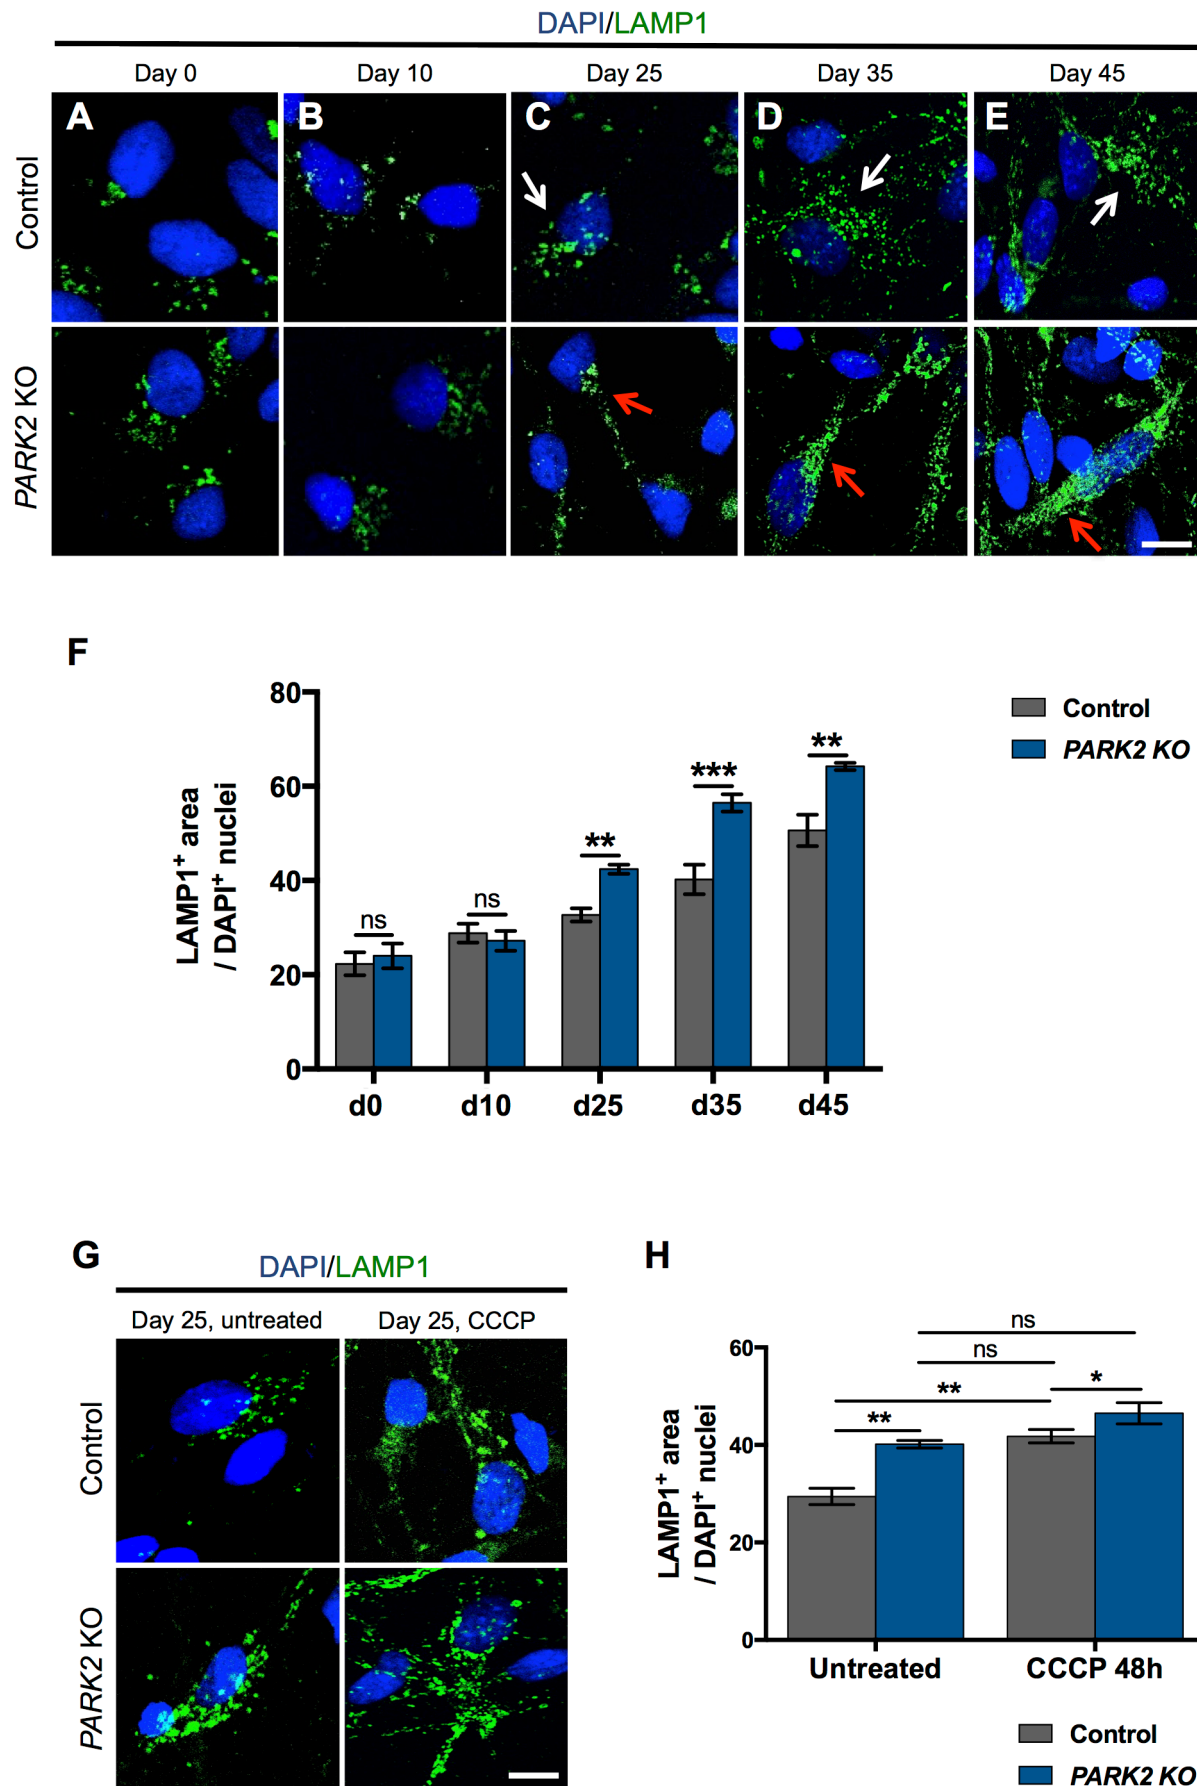 DAPI/LAMP1
Day 0 Day 10 Day 25 Day 35 Day 45
A B C D E
Control
PARK2 KO
F
80
60
40
20
0
LAMP1+ area
/ DAPI+ nuclei
ns ns ** *** **
d0 d10 d25 d35 d45
Control
PARK2 KO
G
DAPI/LAMP1
Day 25, untreated Day 25, CCCP
Control
PARK2 KO
H
60
40
20
0
LAMP1+ area
/ DAPI+ nuclei
ns
ns
** *
**
Untreated CCCP 48h
Control
PARK2 KO